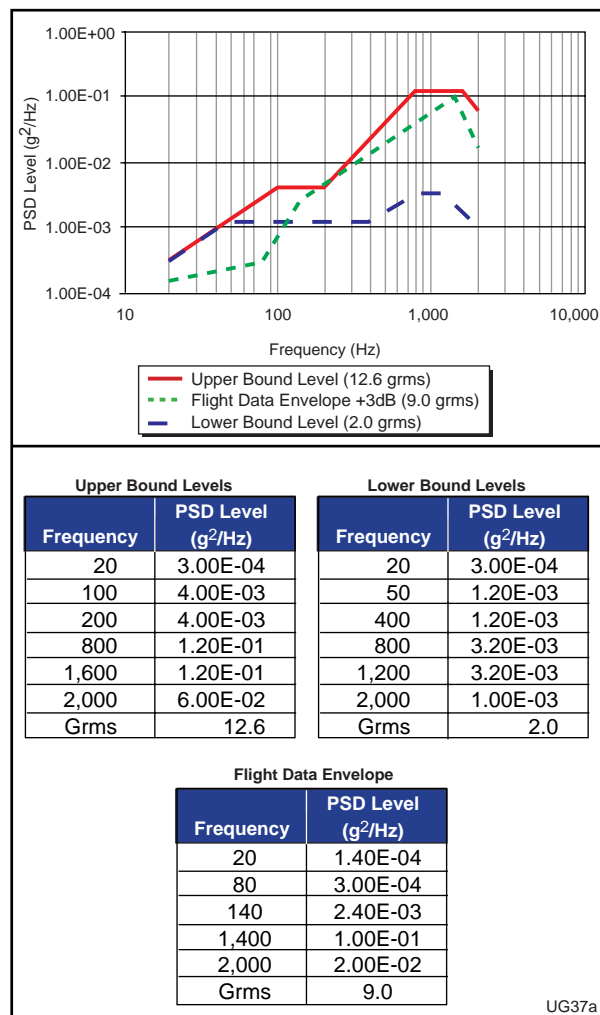 1.00E+00
1.00E-01
1.00E-02
1.00E-03
1.00E-04
PSD Level (g2/Hz)
10 100 1,000 10,000
Frequency (Hz)
Upper Bound Level (12.6 grms)
Flight Data Envelope +3dB (9.0 grms)
Lower Bound Level (2.0 grms)
Upper Bound Levels
Frequency PSD Level (g2/Hz)
20 3.00E-04
100 4.00E-03
200 4.00E-03
800 1.20E-01
1,600 1.20E-01
2,000 6.00E-02
Grms 12.6
Lower Bound Levels
Frequency PSD Level (g2/Hz)
20 3.00E-04
50 1.20E-03
400 1.20E-03
800 3.20E-03
1,200 3.20E-03
2,000 1.00E-03
Grms 2.0
Flight Data Envelope
Frequency PSD Level (g2/Hz)
20 1.40E-04
80 3.00E-04
140 2.40E-03
1,400 1.00E-01
2,000 2.00E-02
Grms 9.0
UG37a